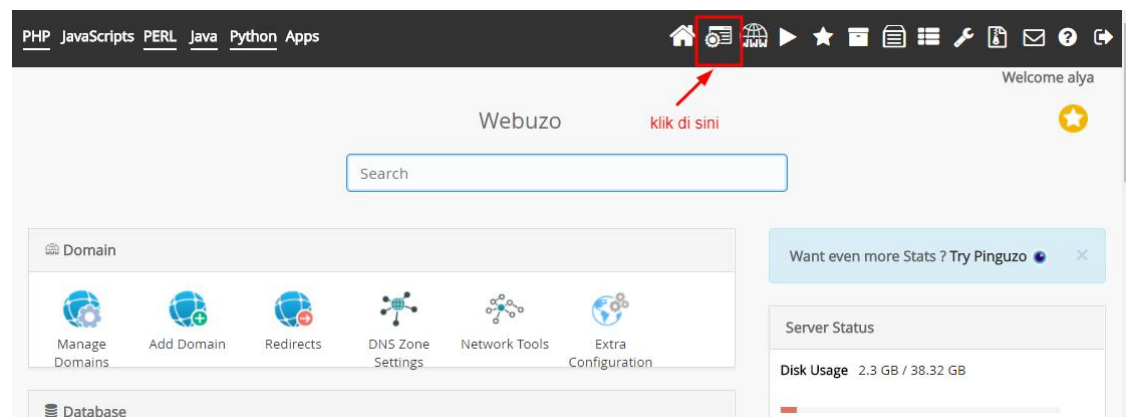 PHP JavaScripts PERL Java Python Apps
Welcome alya
Webuzo
klik di sini
Search
Domain
Manage Domains
Add Domain
Redirects
DNS Zone Settings
Network Tools
Extra Configuration
Database
Want even more Stats ? Try Pinguzo
Server Status
Disk Usage 2.3 GB / 38.32 GB